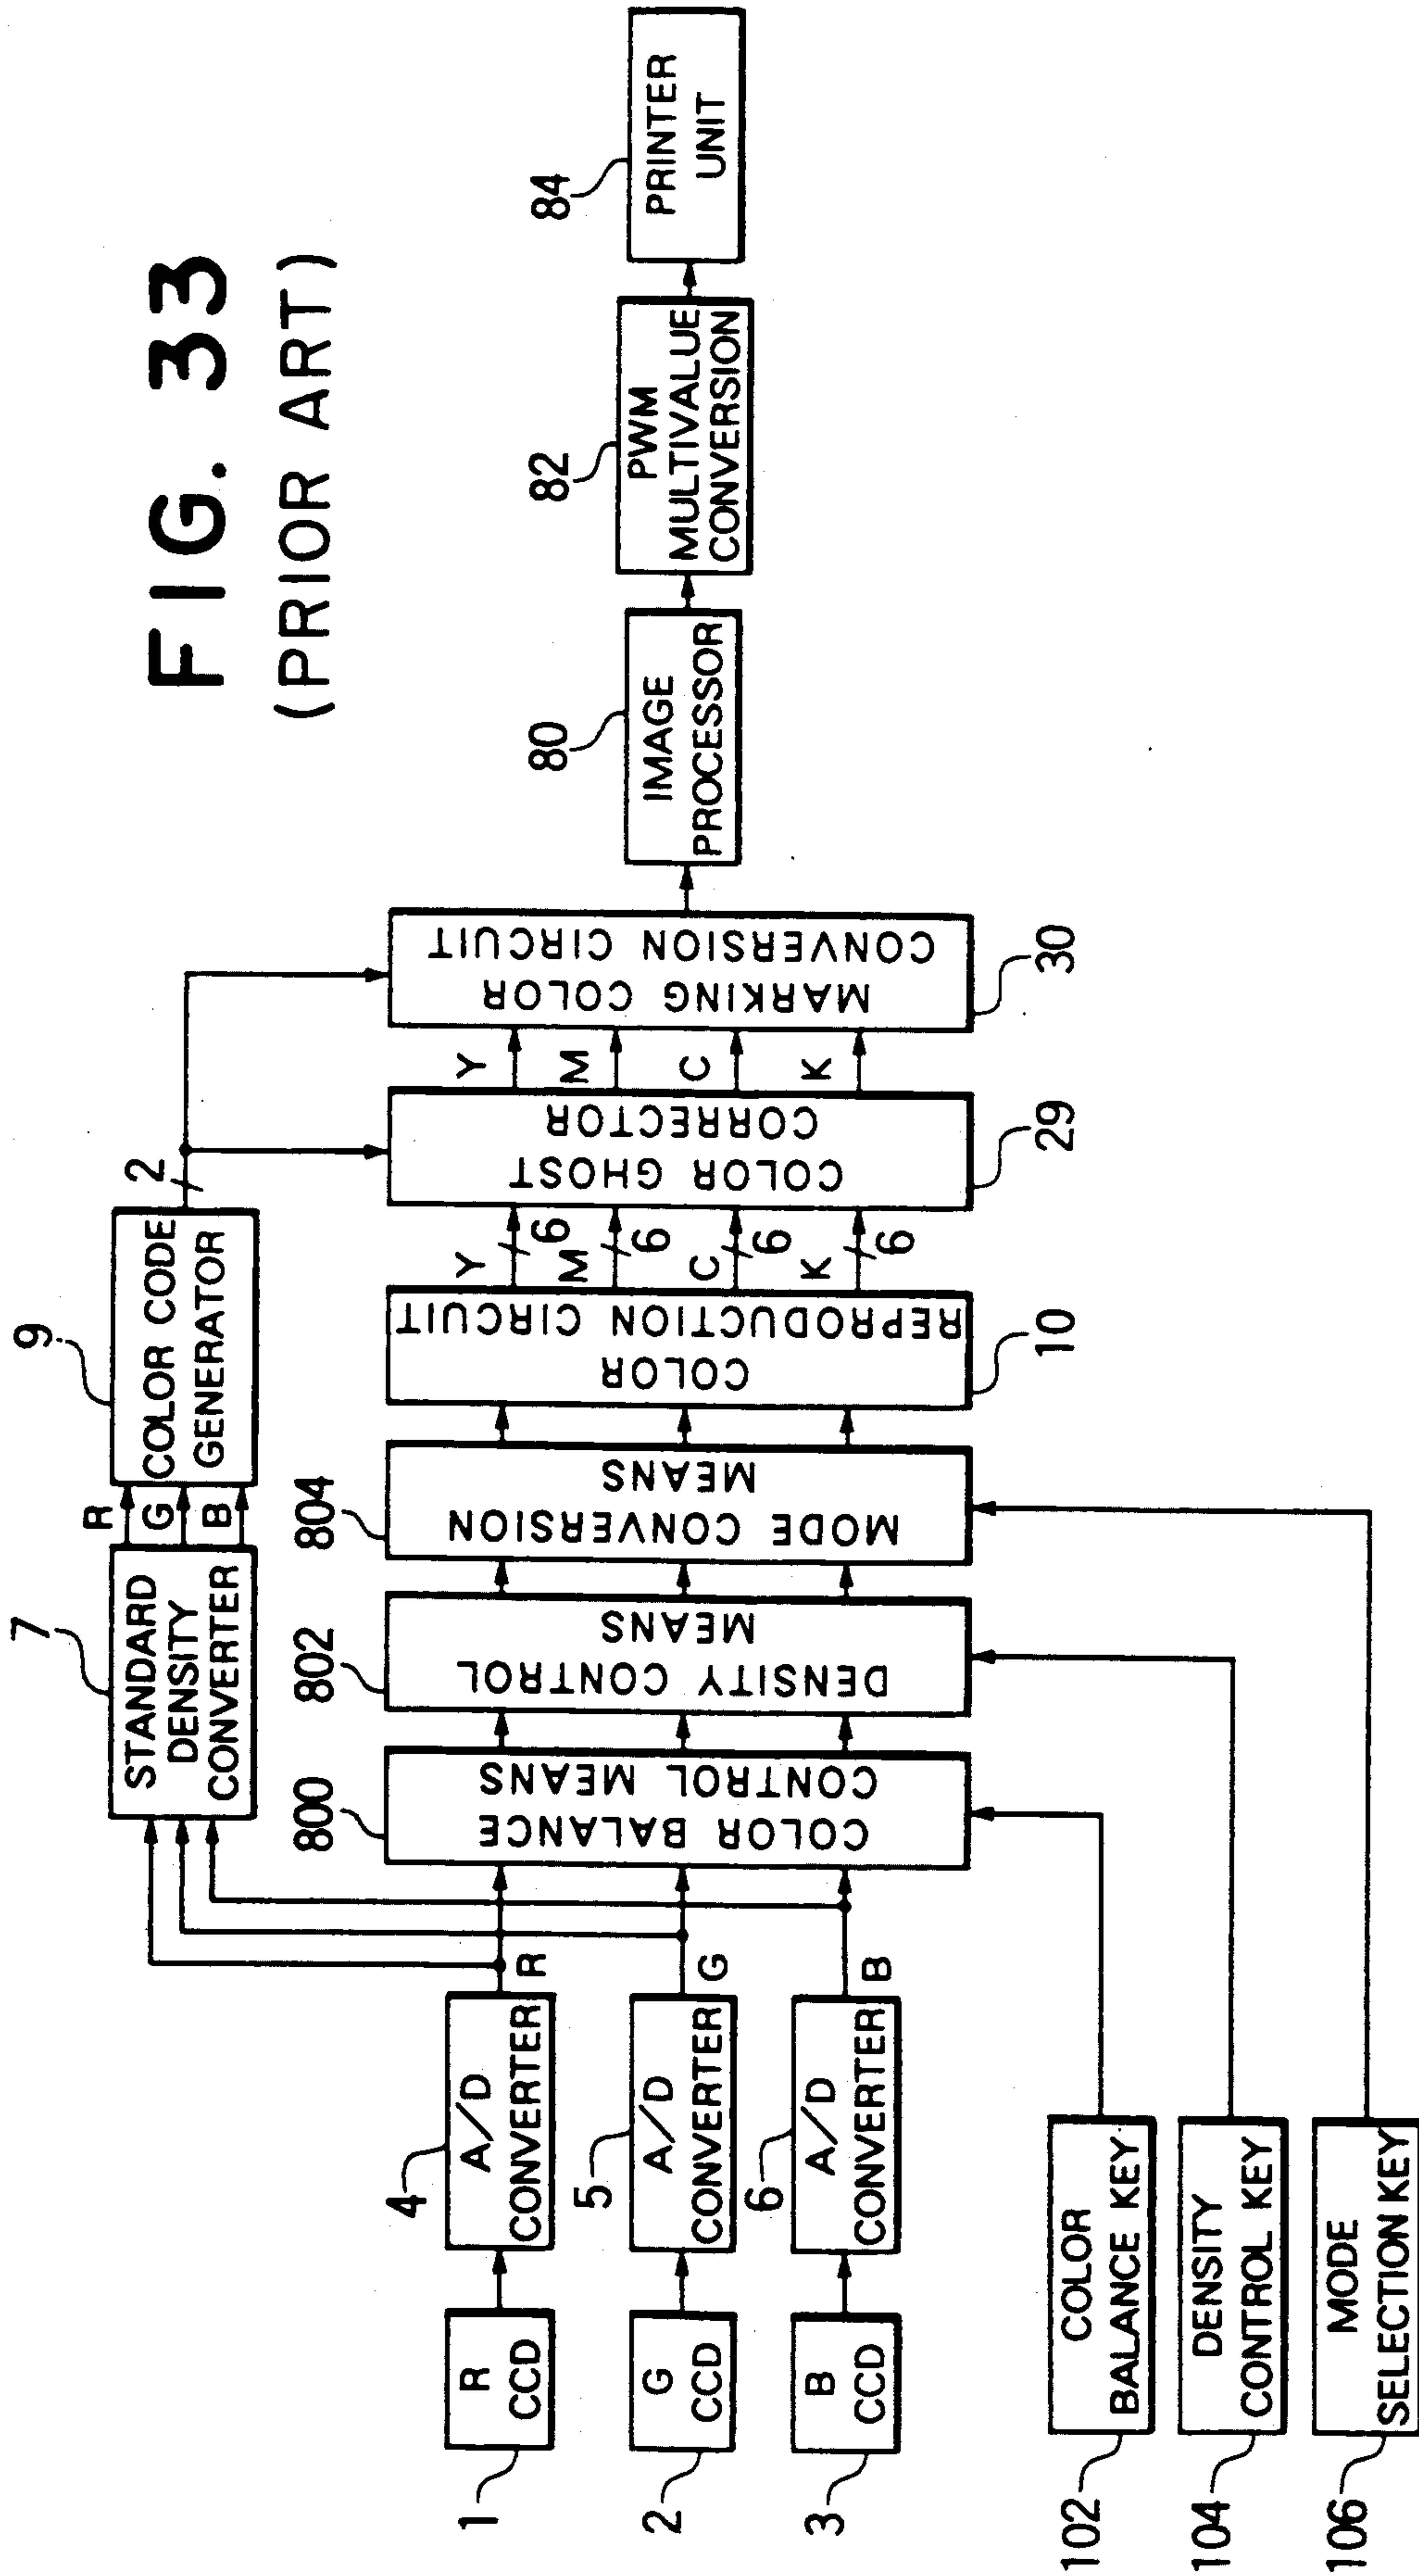 FIG. 33
(PRIOR ART)
7
STANDARD
DENSITY
CONVERTER
R
G
B
9
COLOR CODE
GENERATOR
2
1
R
CCD
4
A/D
CONVERTER
R
2
G
CCD
5
A/D
CONVERTER
G
3
B
CCD
6
A/D
CONVERTER
B
800
COLOR BALANCE
CONTROL MEANS
802
DENSITY CONTROL
MEANS
804
MODE CONVERSION
MEANS
COLOR
REPRODUCTION CIRCUIT
10
Y
6
M
6
C
6
K
6
COLOR GHOST
CORRECTOR
29
Y
M
C
K
MARKING COLOR
CONVERSION CIRCUIT
30
80
IMAGE
PROCESSOR
82
PWM
MULTIVALUE
CONVERSION
84
PRINTER
UNIT
102
COLOR
BALANCE KEY
104
DENSITY
CONTROL KEY
106
MODE
SELECTION KEY